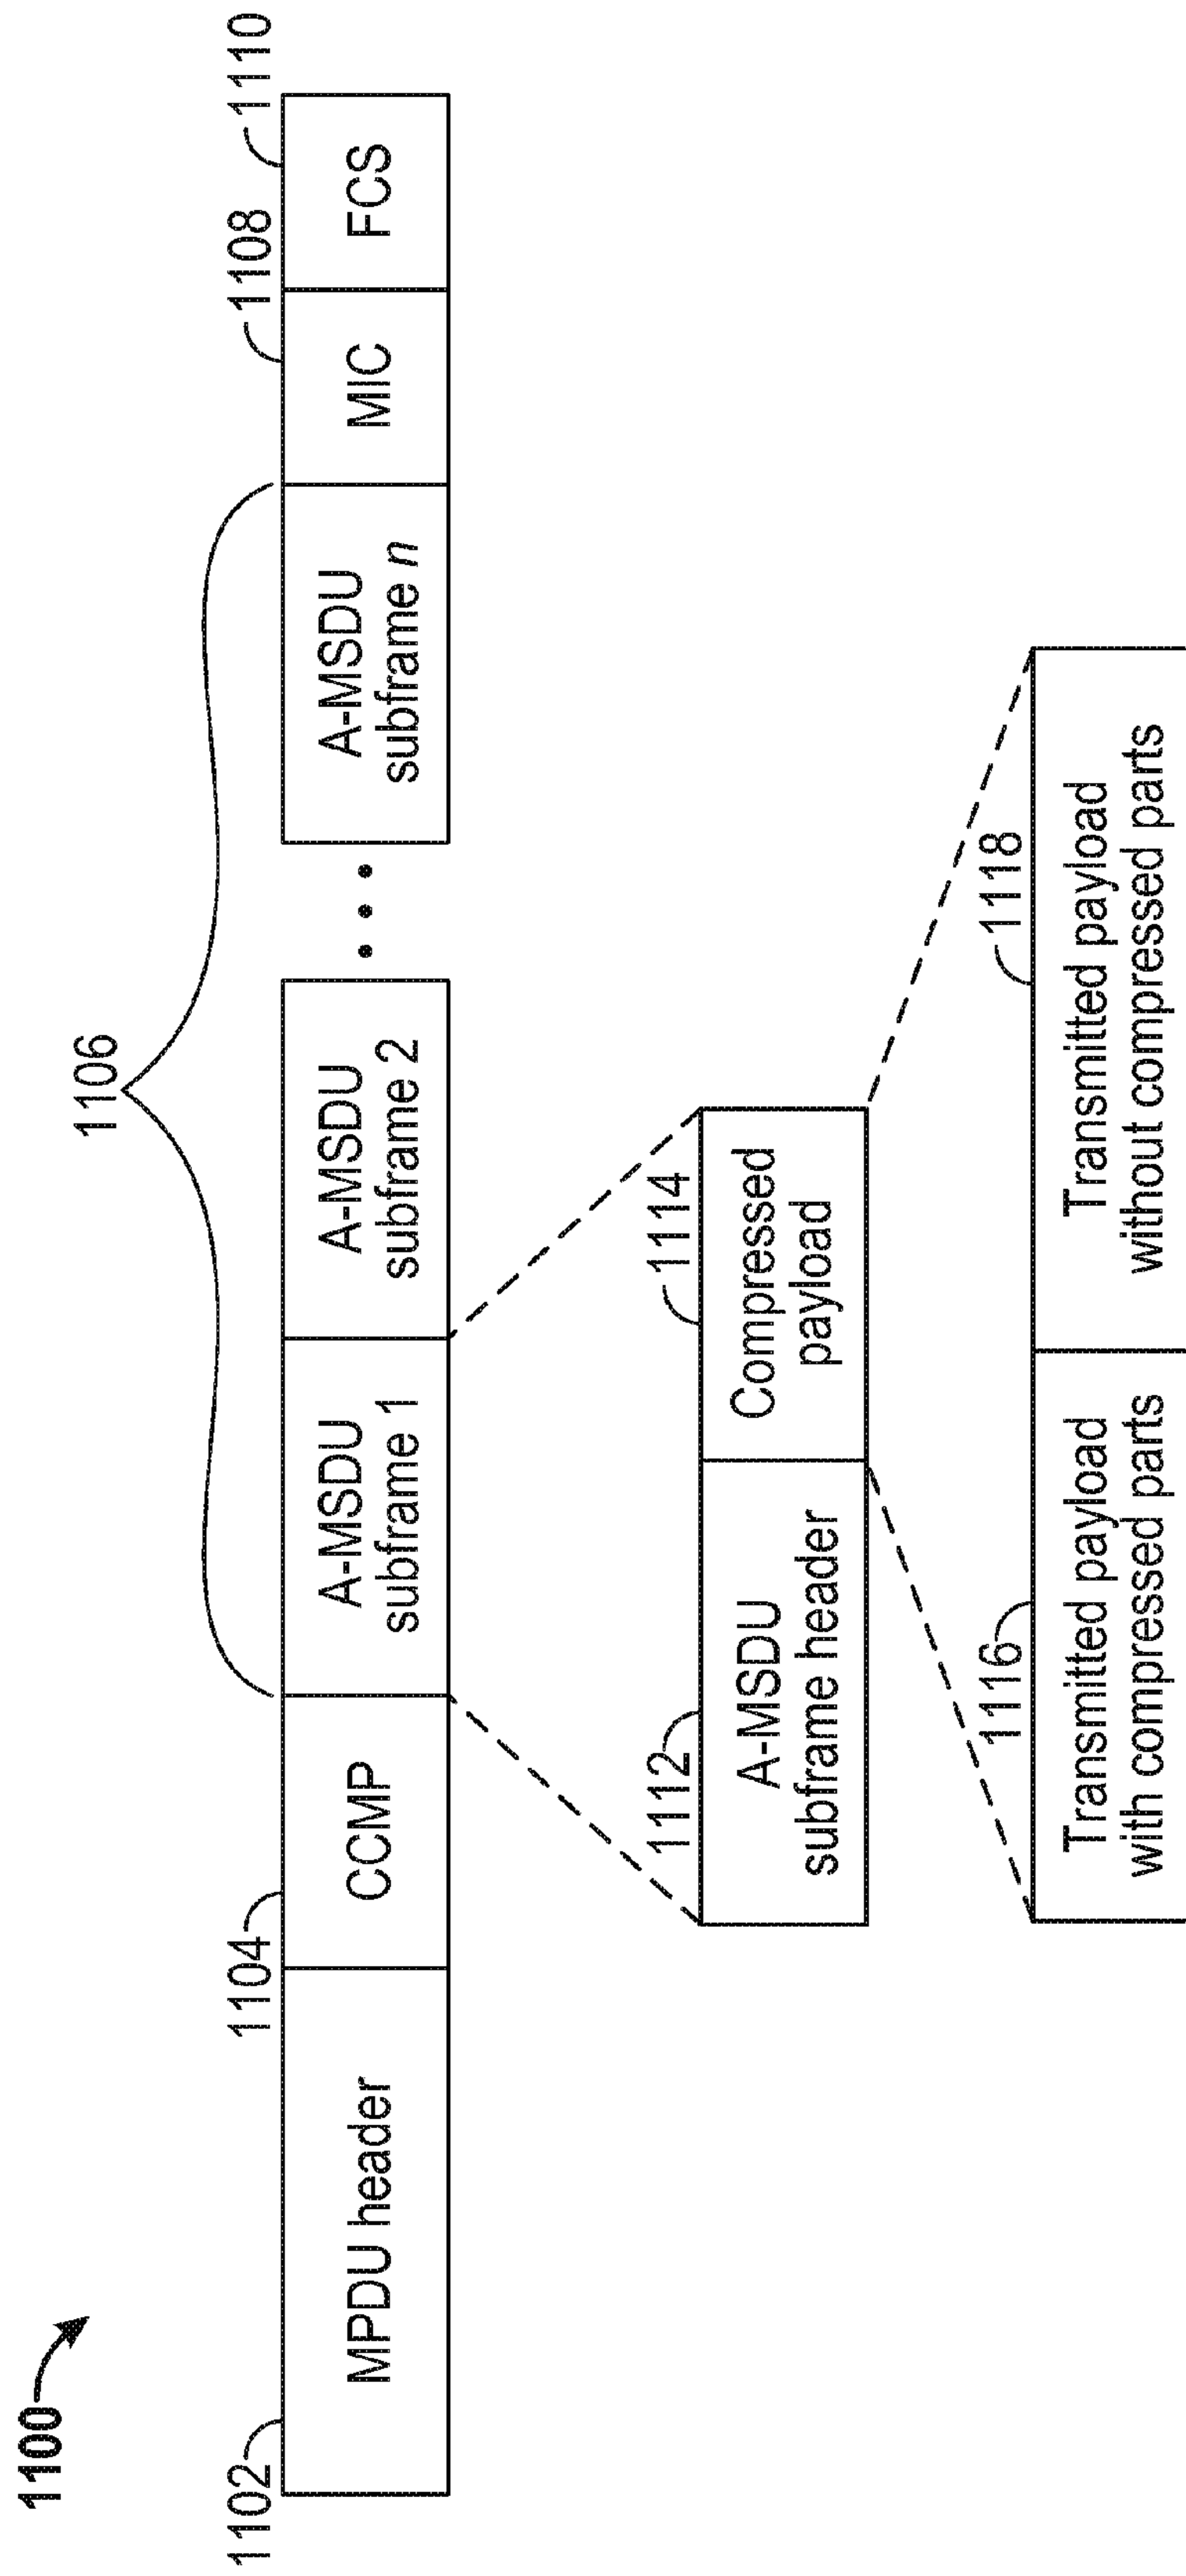 1100
1106
1102
1104
1108
1110
MPDU header
CCMP
A-MSDU
subframe 1
A-MSDU
subframe 2
• • •
A-MSDU
subframe n
MIC
FCS
1112
1114
A-MSDU
subframe header
Compressed
payload
1116
1118
Transmitted payload
with compressed parts
Transmitted payload
without compressed parts